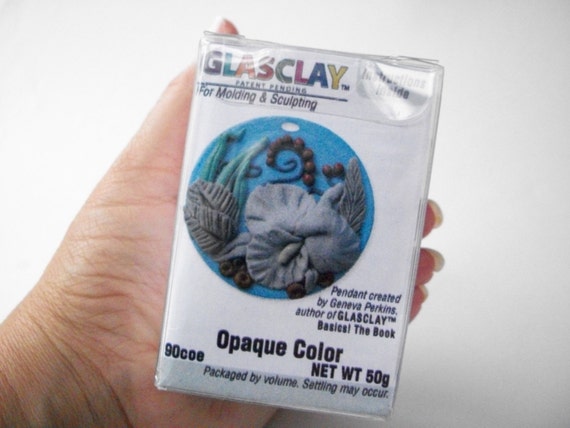 GLASCLAY™
PATENT PENDING
For Molding & Sculpting
Instructions
Inside
Pendant created
by Geneva Perkins,
author of GLASCLAY™
Basics! The Book
90coe
Opaque Color
NET WT 50g
Packaged by volume. Settling may occur.